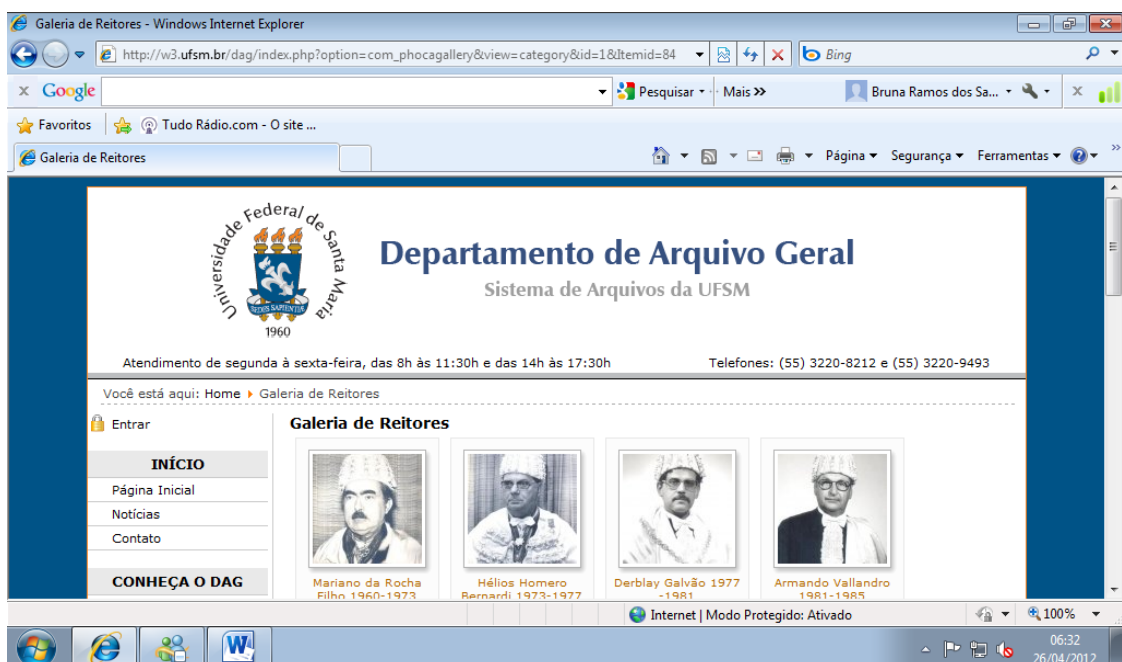 Galeria de Reitores - Windows Internet Explorer
http://w3.ufsm.br/dag/index.php?option=com_phocagallery&view=category&id=1&Itemid=84
Bing
x Google
Pesquisar
Mais >>
Bruna Ramos dos Sa...
x
Favoritos
Tudo Rádio.com - O site ...
Galeria de Reitores
Página
Segurança
Ferramentas
Universidade Federal de Santa Maria
SEDES SAPIENTIAE
1960
Departamento de Arquivo Geral
Sistema de Arquivos da UFSM
Atendimento de segunda à sexta-feira, das 8h às 11:30h e das 14h às 17:30h
Telefones: (55) 3220-8212 e (55) 3220-9493
Você está aqui: Home Galeria de Reitores
Entrar
INÍCIO
Página Inicial
Notícias
Contato
CONHEÇA O DAG
Galeria de Reitores
Mariano da Rocha
Filho 1960-1973
Hélios Homero
Bernardi 1973-1977
Derblay Galvão 1977
-1981
Armando Vallandro
1981-1985
Internet | Modo Protegido: Ativado
100%
06:32
26/04/2012